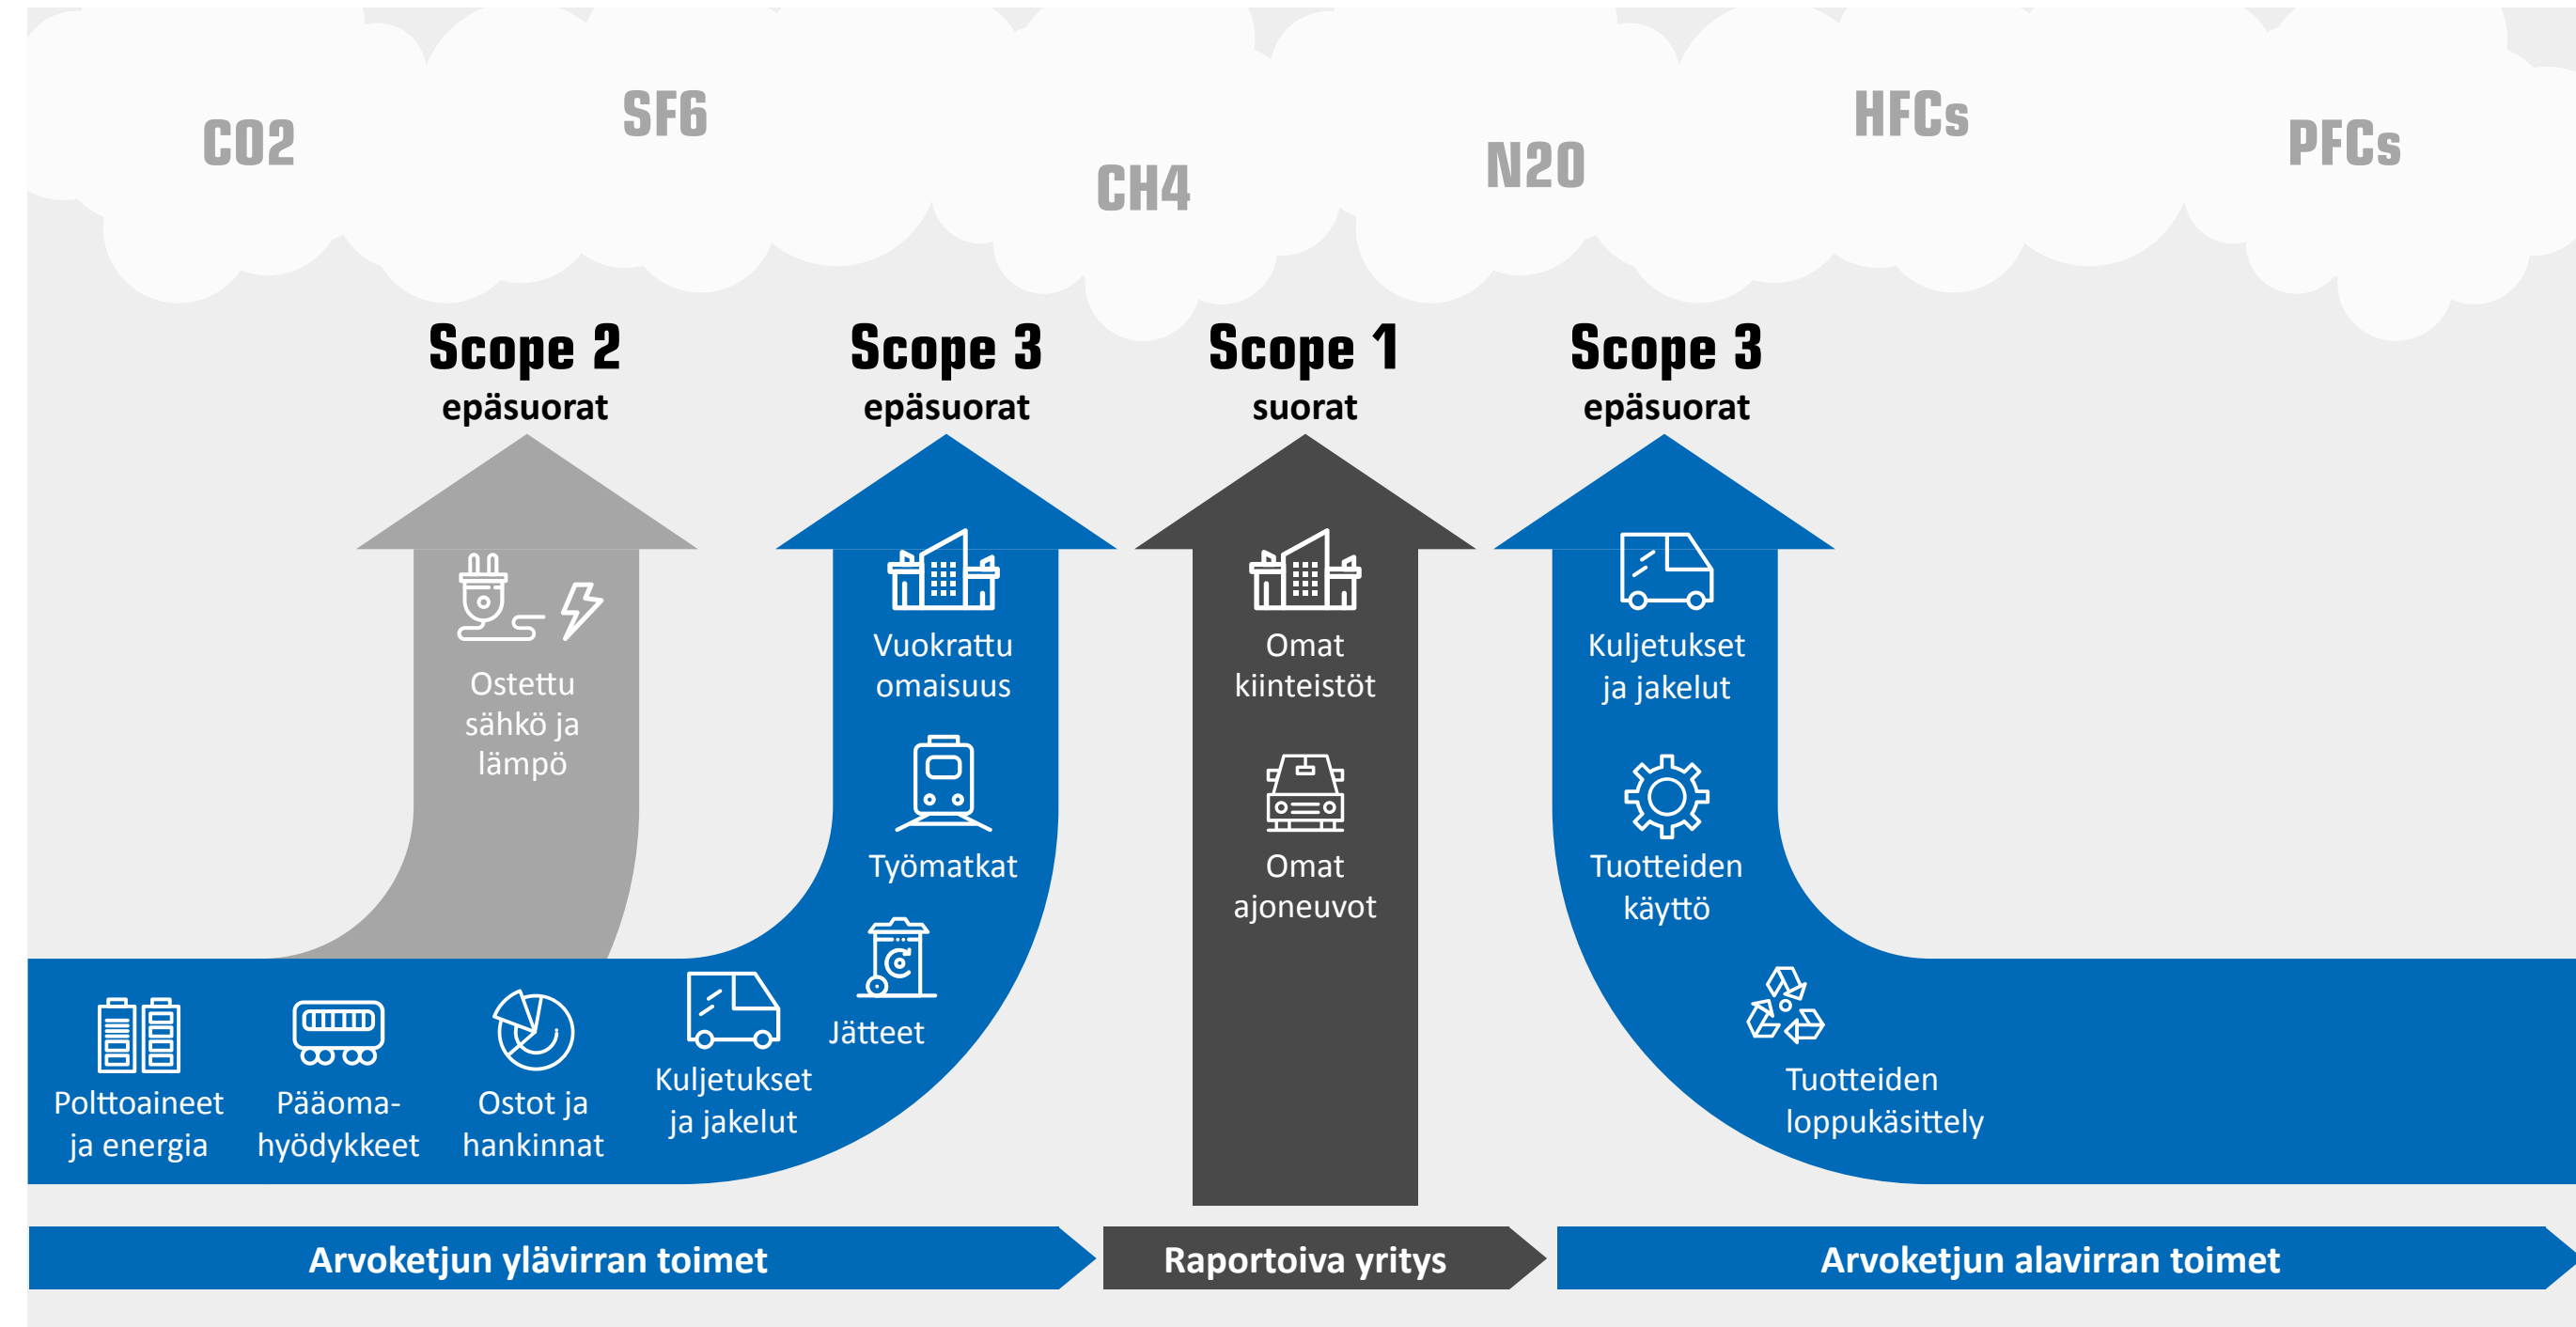 CO2
SF6
CH4
N2O
HFCs
PFCs
Scope 2
epäsuorat
Ostettu
sähkö ja
lämpö
Scope 3
epäsuorat
Vuokrattu
omaisuus
Työmatkat
Jätteet
Kuljetukset
ja jakelut
Ostot ja
hankinnat
Pääoma-
hyödykkeet
Polttoaineet
ja energia
Scope 1
suorat
Omat
kiinteistöt
Omat
ajoneuvot
Scope 3
epäsuorat
Kuljetukset
ja jakelut
Tuotteiden
käyttö
Tuotteiden
loppukäsittely
Arvoketjun ylävirran toimet
Raportoiva yritys
Arvoketjun alavirran toimet